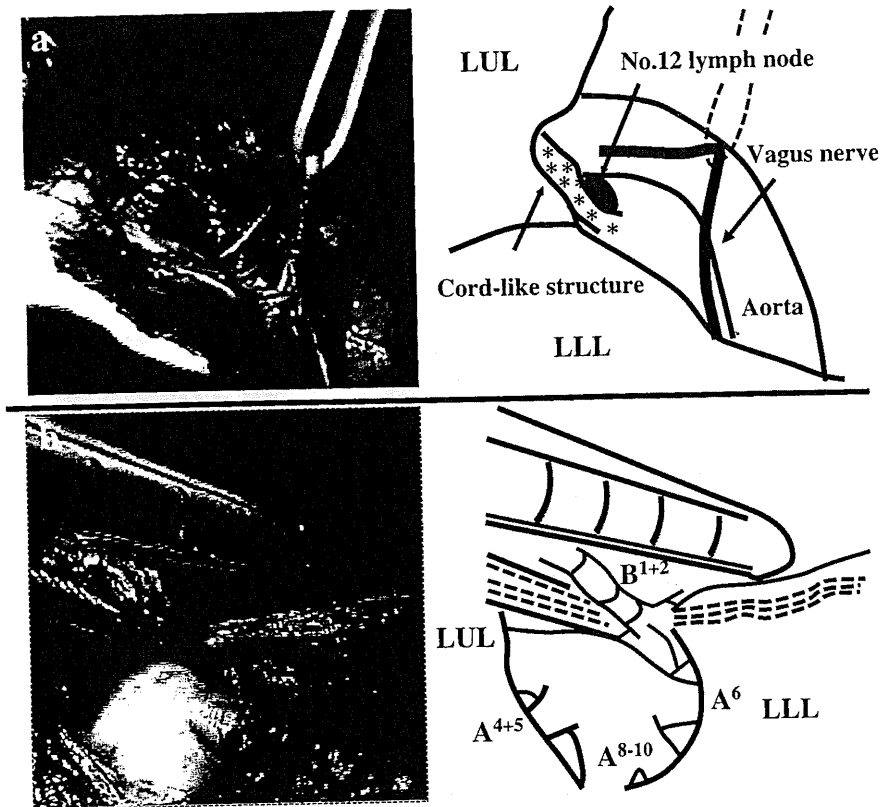 a
LUL
No.12 lymph node
Vagus nerve
* * * * * * * * *
Cord-like structure
Aorta
LLL
b
B1+2
LUL
A4+5
A6
LLL
A8-10